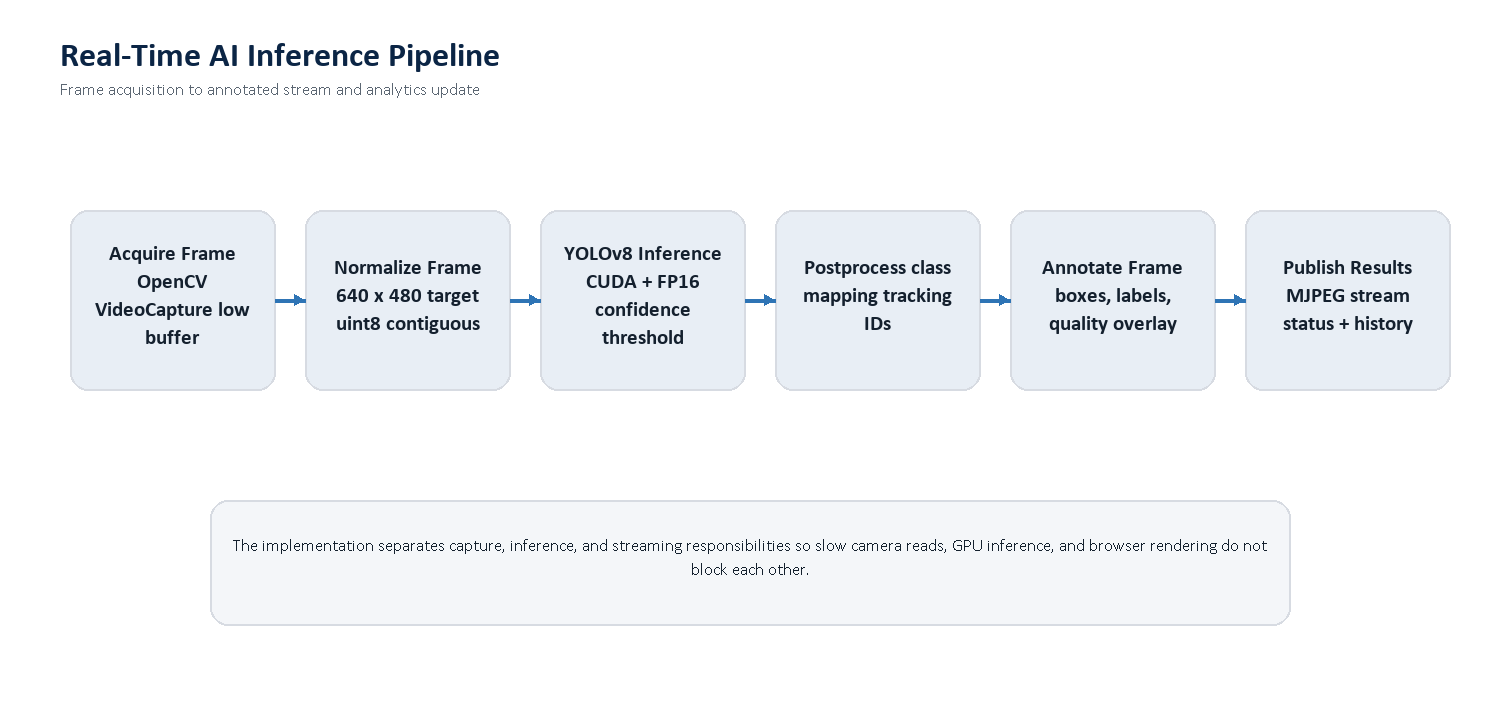 Real-Time AI Inference Pipeline
Frame acquisition to annotated stream and analytics update
Acquire Frame
OpenCV
VideoCapture low
buffer
Normalize Frame
640 x 480 target
uint8 contiguous
YOLOv8 Inference
CUDA + FP16
confidence
threshold
Postprocess class
mapping tracking
IDs
Annotate Frame
boxes, labels,
quality overlay
Publish Results
MJPEG stream
status + history
The implementation separates capture, inference, and streaming responsibilities so slow camera reads, GPU inference, and browser rendering do not
block each other.